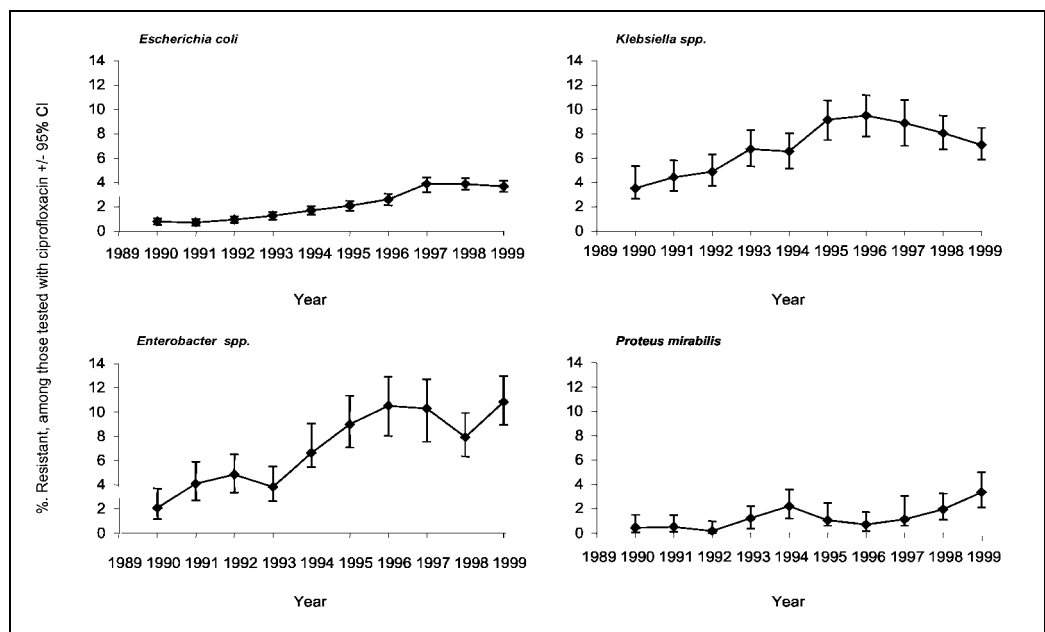 %. Resistant, among those tested with ciprofloxacin +/- 95% CI
Escherichia coli
14
12
10
8
6
4
2
0
1989 1990 1991 1992 1993 1994 1995 1996 1997 1998 1999
Year
Klebsiella spp.
14
12
10
8
6
4
2
0
1989 1990 1991 1992 1993 1994 1995 1996 1997 1998 1999
Year
Enterobacter spp.
14
12
10
8
6
4
2
0
1989 1990 1991 1992 1993 1994 1995 1996 1997 1998 1999
Year
Proteus mirabilis
14
12
10
8
6
4
2
0
1989 1990 1991 1992 1993 1994 1995 1996 1997 1998 1999
Year